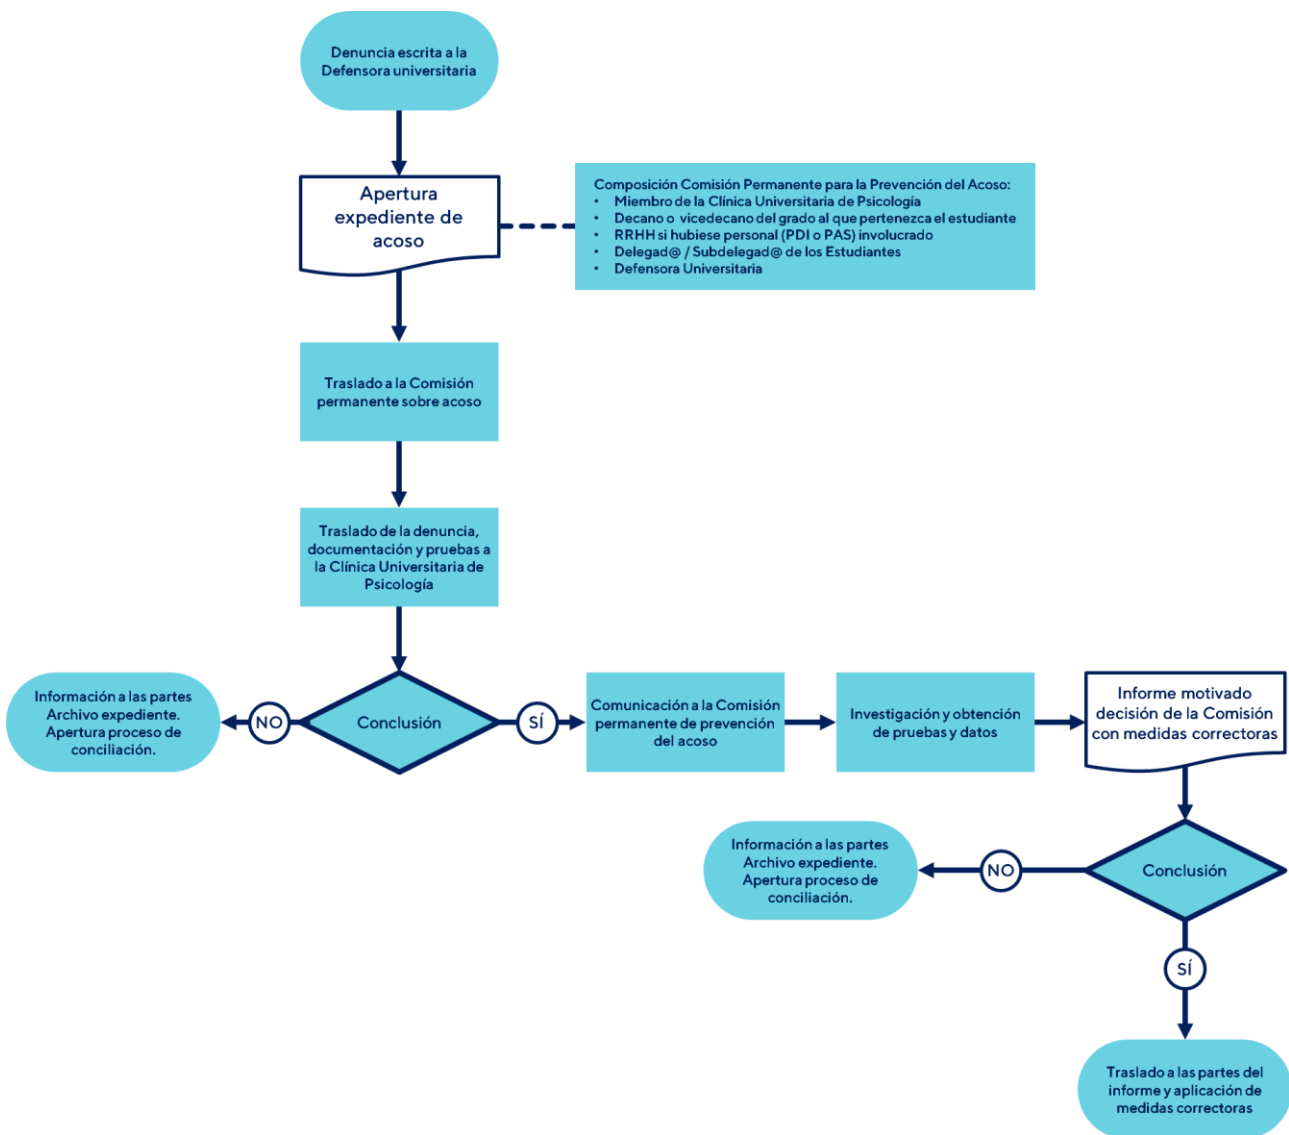 Denuncia escrita a la
Defensora universitaria
Apertura
expediente de
acoso
Composición Comisión Permanente para la Prevención del Acoso:
• Miembro de la Clínica Universitaria de Psicología
• Decano o vicedecano del grado al que pertenezca el estudiante
• RRHH si hubiese personal (PDI o PAS) involucrado
• Delegad@ / Subdelegad@ de los Estudiantes
• Defensora Universitaria
Traslado a la Comisión
permanente sobre acoso
Traslado de la denuncia,
documentación y pruebas a
la Clínica Universitaria de
Psicología
Información a las partes
Archivo expediente.
Apertura proceso de
conciliación.
NO
Conclusión
SÍ
Comunicación a la Comisión
permanente de prevención
del acoso
Investigación y obtención
de pruebas y datos
Informe motivado
decisión de la Comisión
con medidas correctoras
Información a las partes
Archivo expediente.
Apertura proceso de
conciliación.
NO
Conclusión
SÍ
Traslado a las partes del
informe y aplicación de
medidas correctoras